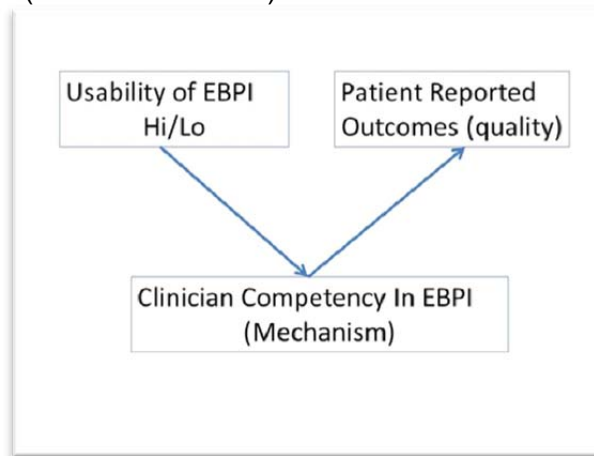 Usability of EBPI
Hi/Lo
Patient Reported
Outcomes (quality)
Clinician Competency In EBPI
(Mechanism)